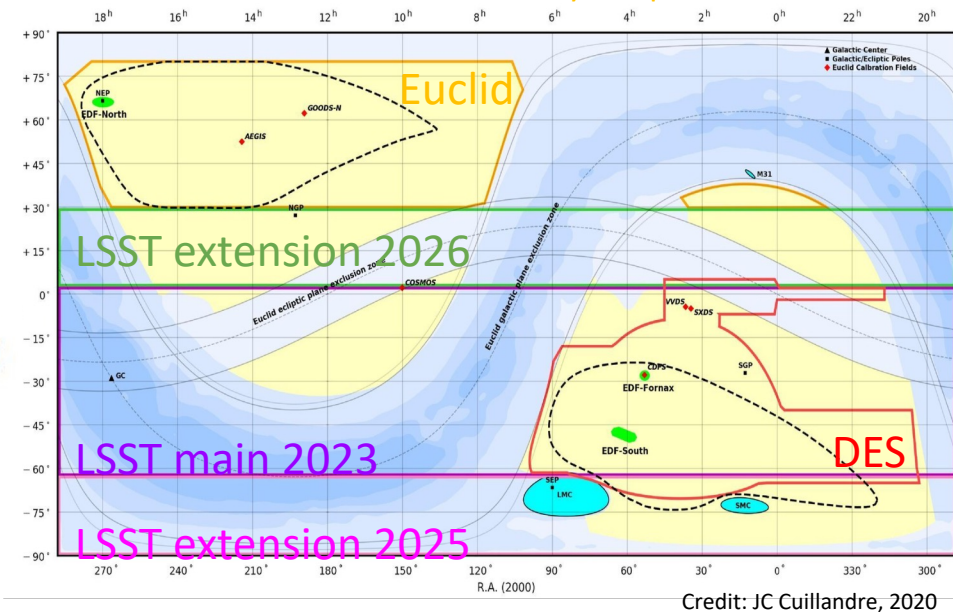 18ʰ 16ʰ 14ʰ 12ʰ 10ʰ 8ʰ 6ʰ 4ʰ 2ʰ 0ʰ 22ʰ 20ʰ
+90°
▲ Galactic Center
■ Galactic/Ecliptic Poles
♦ Euclid Calbration Fields
+75°
Euclid
NEP
EDF-North
GOODS-N
+60°
AEGIS
+45°
M31
+30°
NGP
LSST extension 2026
+15°
Euclid ecliptic plane exclusion zone
Euclid galactic plane exclusion zone
COSMOS
0°
VVDS
SXDS
−15°
GC
CDFS
SGP
−30°
EDF-Fornax
−45°
EDF-South
DES
LSST main 2023
−60°
SEP
LMC
SMC
−75°
LSST extension 2025
−90°
270° 240° 210° 180° 150° 120° 90° 60° 30° 0° 330° 300°
R.A. (2000)
Credit: JC Cuillandre, 2020